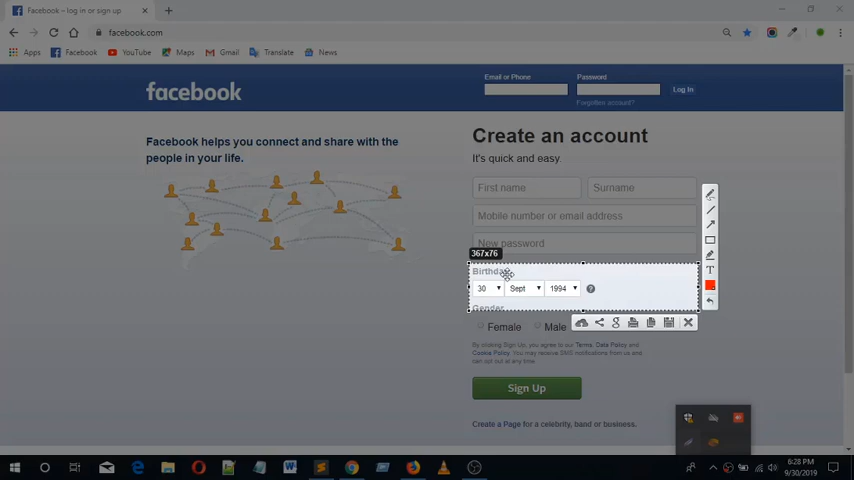 Facebook – log in or sign up
facebook.com
Apps
Facebook
YouTube
Maps
Gmail
Translate
News
facebook
Email or Phone
Password
Log In
Forgotten account?
Facebook helps you connect and share with the
people in your life.
Create an account
It's quick and easy.
First name
Surname
Mobile number or email address
New password
367x76
Birthday
30
Sept
1994
Gender
Female
Male
By clicking Sign Up, you agree to our Terms, Data Policy and
Cookie Policy. You may receive SMS notifications from us and
can opt out at any time.
Sign Up
Create a Page for a celebrity, band or business.
6:28 PM
9/30/2019